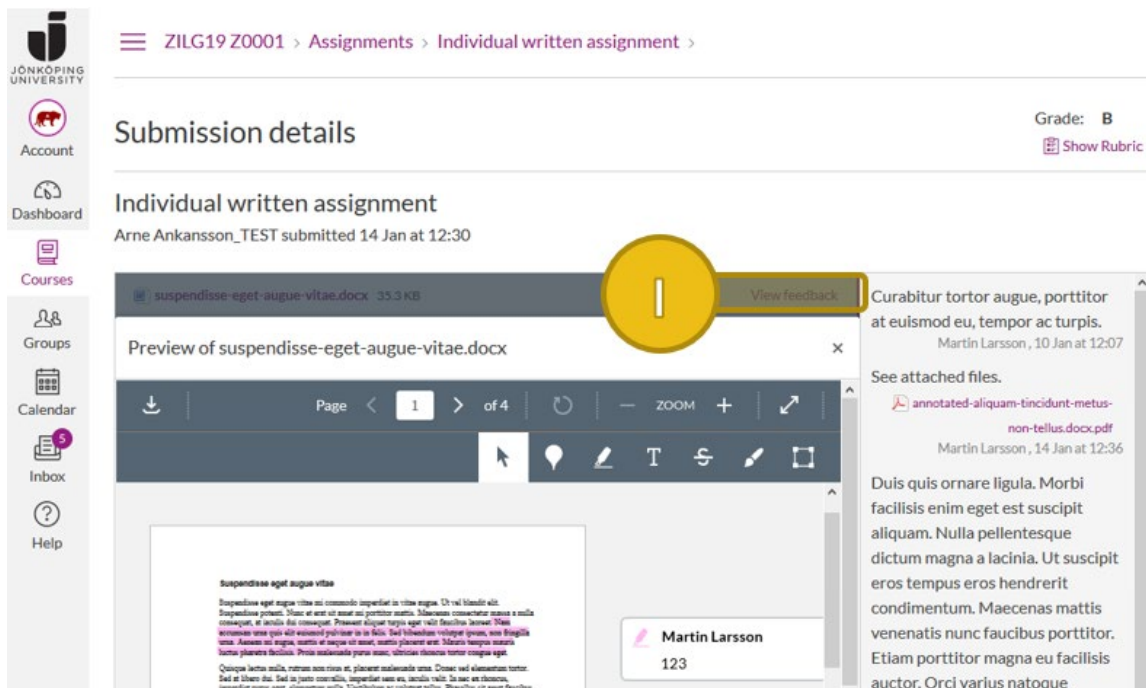 JÖNKÖPING
UNIVERSITY
Account
Dashboard
Courses
Groups
Calendar
5
Inbox
Help
ZILG19 Z0001 > Assignments > Individual written assignment >
Submission details
Grade: B
Show Rubric
Individual written assignment
Arne Ankansson_TEST submitted 14 Jan at 12:30
suspendisse-eget-augue-vitae.docx 35.3 KB
View feedback
Preview of suspendisse-eget-augue-vitae.docx
Page < 1 > of 4
ZOOM
T
S
Suspendisse eget augue vitae
Martin Larsson
123
Curabitur tortor augue, porttitor
at euismod eu, tempor ac turpis.
Martin Larsson , 10 Jan at 12:07
See attached files.
annotated-aliquam-tincidunt-metus-
non-tellus.docx.pdf
Martin Larsson , 14 Jan at 12:36
Duis quis ornare ligula. Morbi
facilisis enim eget est suscipit
aliquam. Nulla pellentesque
dictum magna a lacinia. Ut suscipit
eros tempus eros hendrerit
condimentum. Maecenas mattis
venenatis nunc faucibus porttitor.
Etiam porttitor magna eu facilisis
auctor. Orci varius natoque